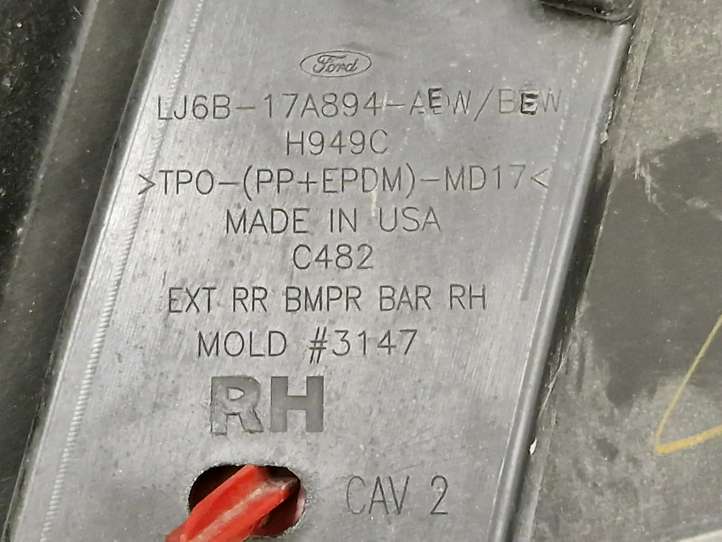 Ford
LJ6B-17A894-AEW/BEW
H949C
>TPO-(PP+EPDM)-MD17<
MADE IN USA
C482
EXT RR BMPR BAR RH
MOLD #3147
RH
CAV 2